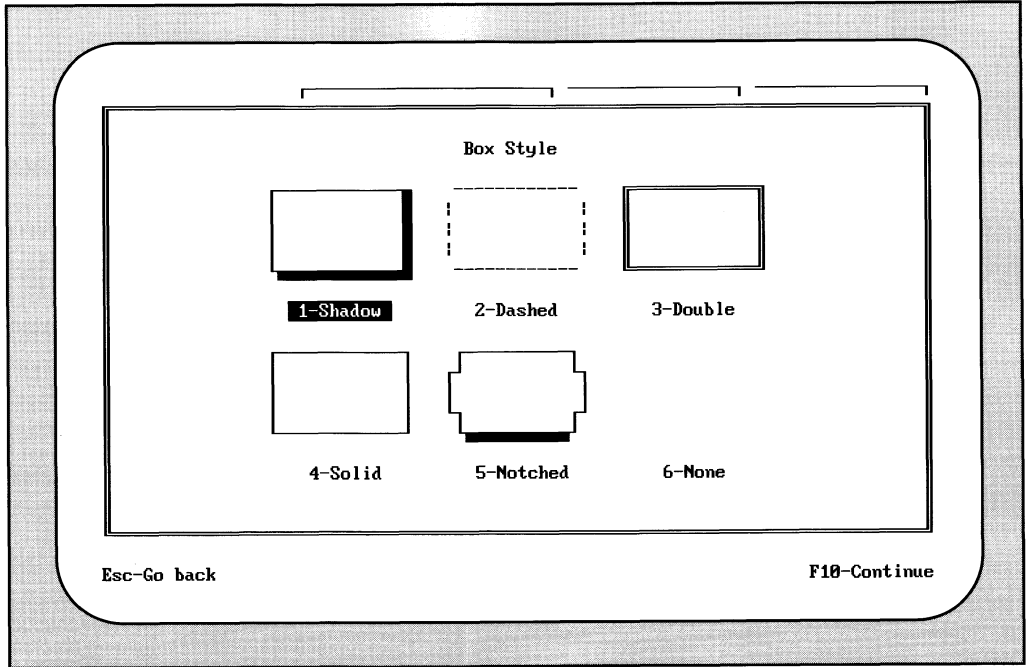 Box Style
1-Shadow 2-Dashed 3-Double
4-Solid 5-Notched 6-None
Esc-Go back F10-Continue